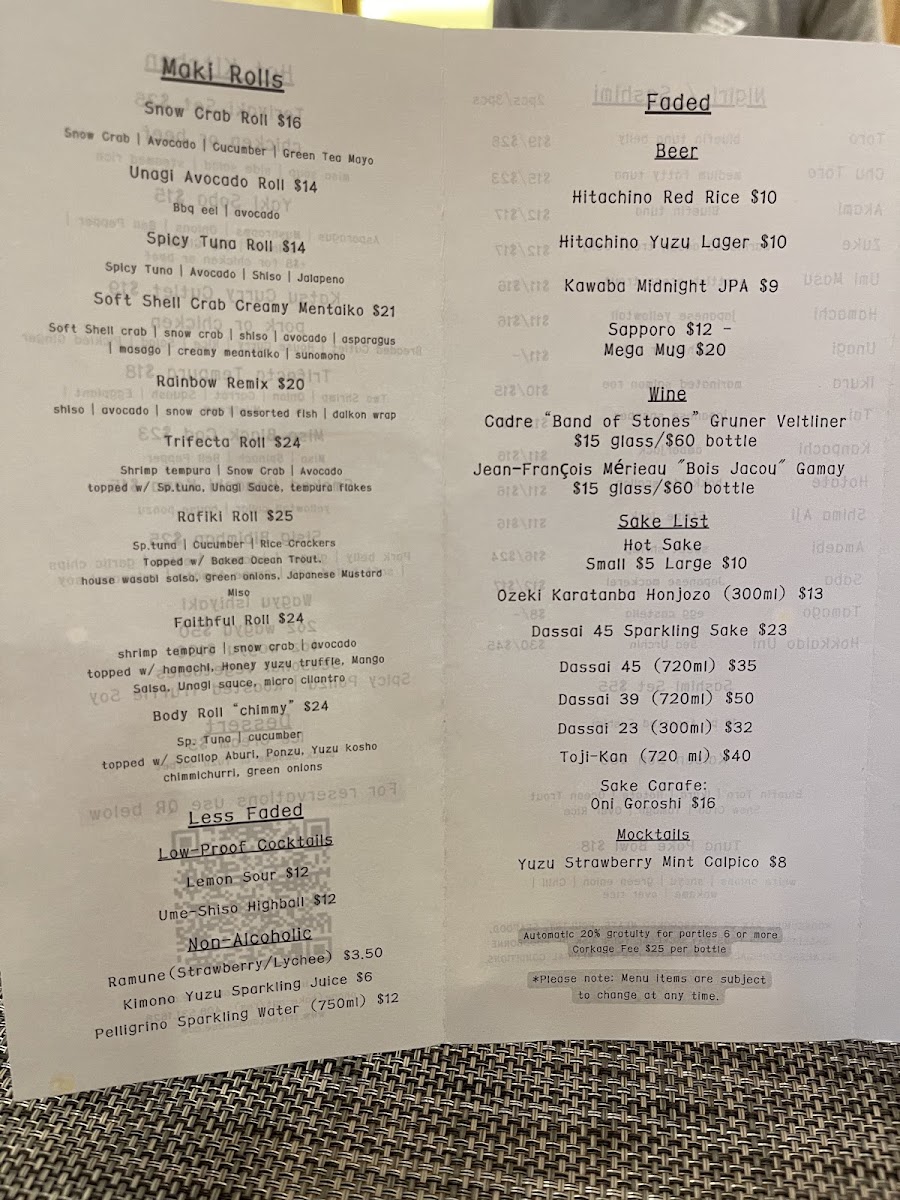 Maki Rolls
Snow Crab Roll $16
Snow Crab | Avocado | Cucumber | Green Tea Mayo
Unagi Avocado Roll $14
Bbq eel | avocado
Spicy Tuna Roll $14
Spicy Tuna | Avocado | Shiso | Jalapeno
Soft Shell Crab Creamy Mentaiko $21
Soft Shell crab | snow crab | shiso | avocado | asparagus
| masago | creamy meantaiko | sunomono
Rainbow Remix $20
shiso | avocado | snow crab | assorted fish | daikon wrap
Trifecta Roll $24
Shrimp tempura | Snow Crab | Avocado
topped w/ Sp.tuna, Unagi Sauce, tempura flakes
Rafiki Roll $25
Sp.tuna | Cucumber | Rice Crackers
Topped w/ Baked Ocean Trout.
house wasabi salsa, green onions, Japanese Mustard
Miso
Faithful Roll $24
shrimp tempura | snow crab | avocado
topped w/ hamachi, Honey yuzu truffle, Mango
Salsa, Unagi sauce, micro cilantro
Body Roll "chimmy" $24
Sp. Tuna | cucumber
topped w/ Scallop Aburi, Ponzu, Yuzu kosho
chimmichurri, green onions
Less Faded
Low-Proof Cocktails
Lemon Sour $12
Ume-Shiso Highball $12
Non-Alcoholic
Ramune(Strawberry/Lychee) $3.50
Kimono Yuzu Sparkling Juice $6
Pelligrino Sparkling Water (750ml) $12
Faded
Beer
Hitachino Red Rice $10
Hitachino Yuzu Lager $10
Kawaba Midnight JPA $9
Sapporo $12 -
Mega Mug $20
Wine
Cadre "Band of Stones" Gruner Veltliner
$15 glass/$60 bottle
Jean-François Mérieau "Bois Jacou" Gamay
$15 glass/$60 bottle
Sake List
Hot Sake
Small $5 Large $10
Ozeki Karatanba Honjozo (300ml) $13
Dassai 45 Sparkling Sake $23
Dassai 45 (720ml) $35
Dassai 39 (720ml) $50
Dassai 23 (300ml) $32
Toji-Kan (720 ml) $40
Sake Carafe:
Oni Goroshi $16
Mocktails
Yuzu Strawberry Mint Calpico $8
Automatic 20% gratuity for parties 6 or more
Corkage Fee $25 per bottle
*Please note: Menu items are subject
to change at any time.